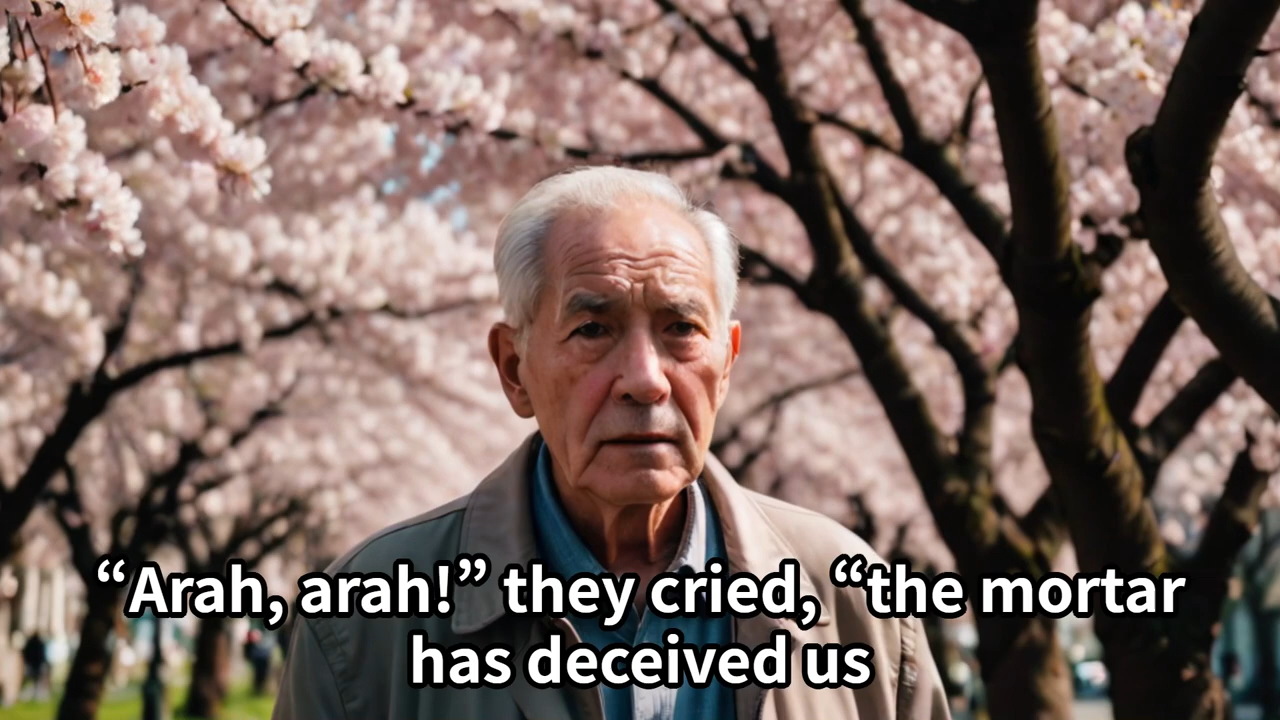 “Arah, arah!” they cried, “the mortar
has deceived us